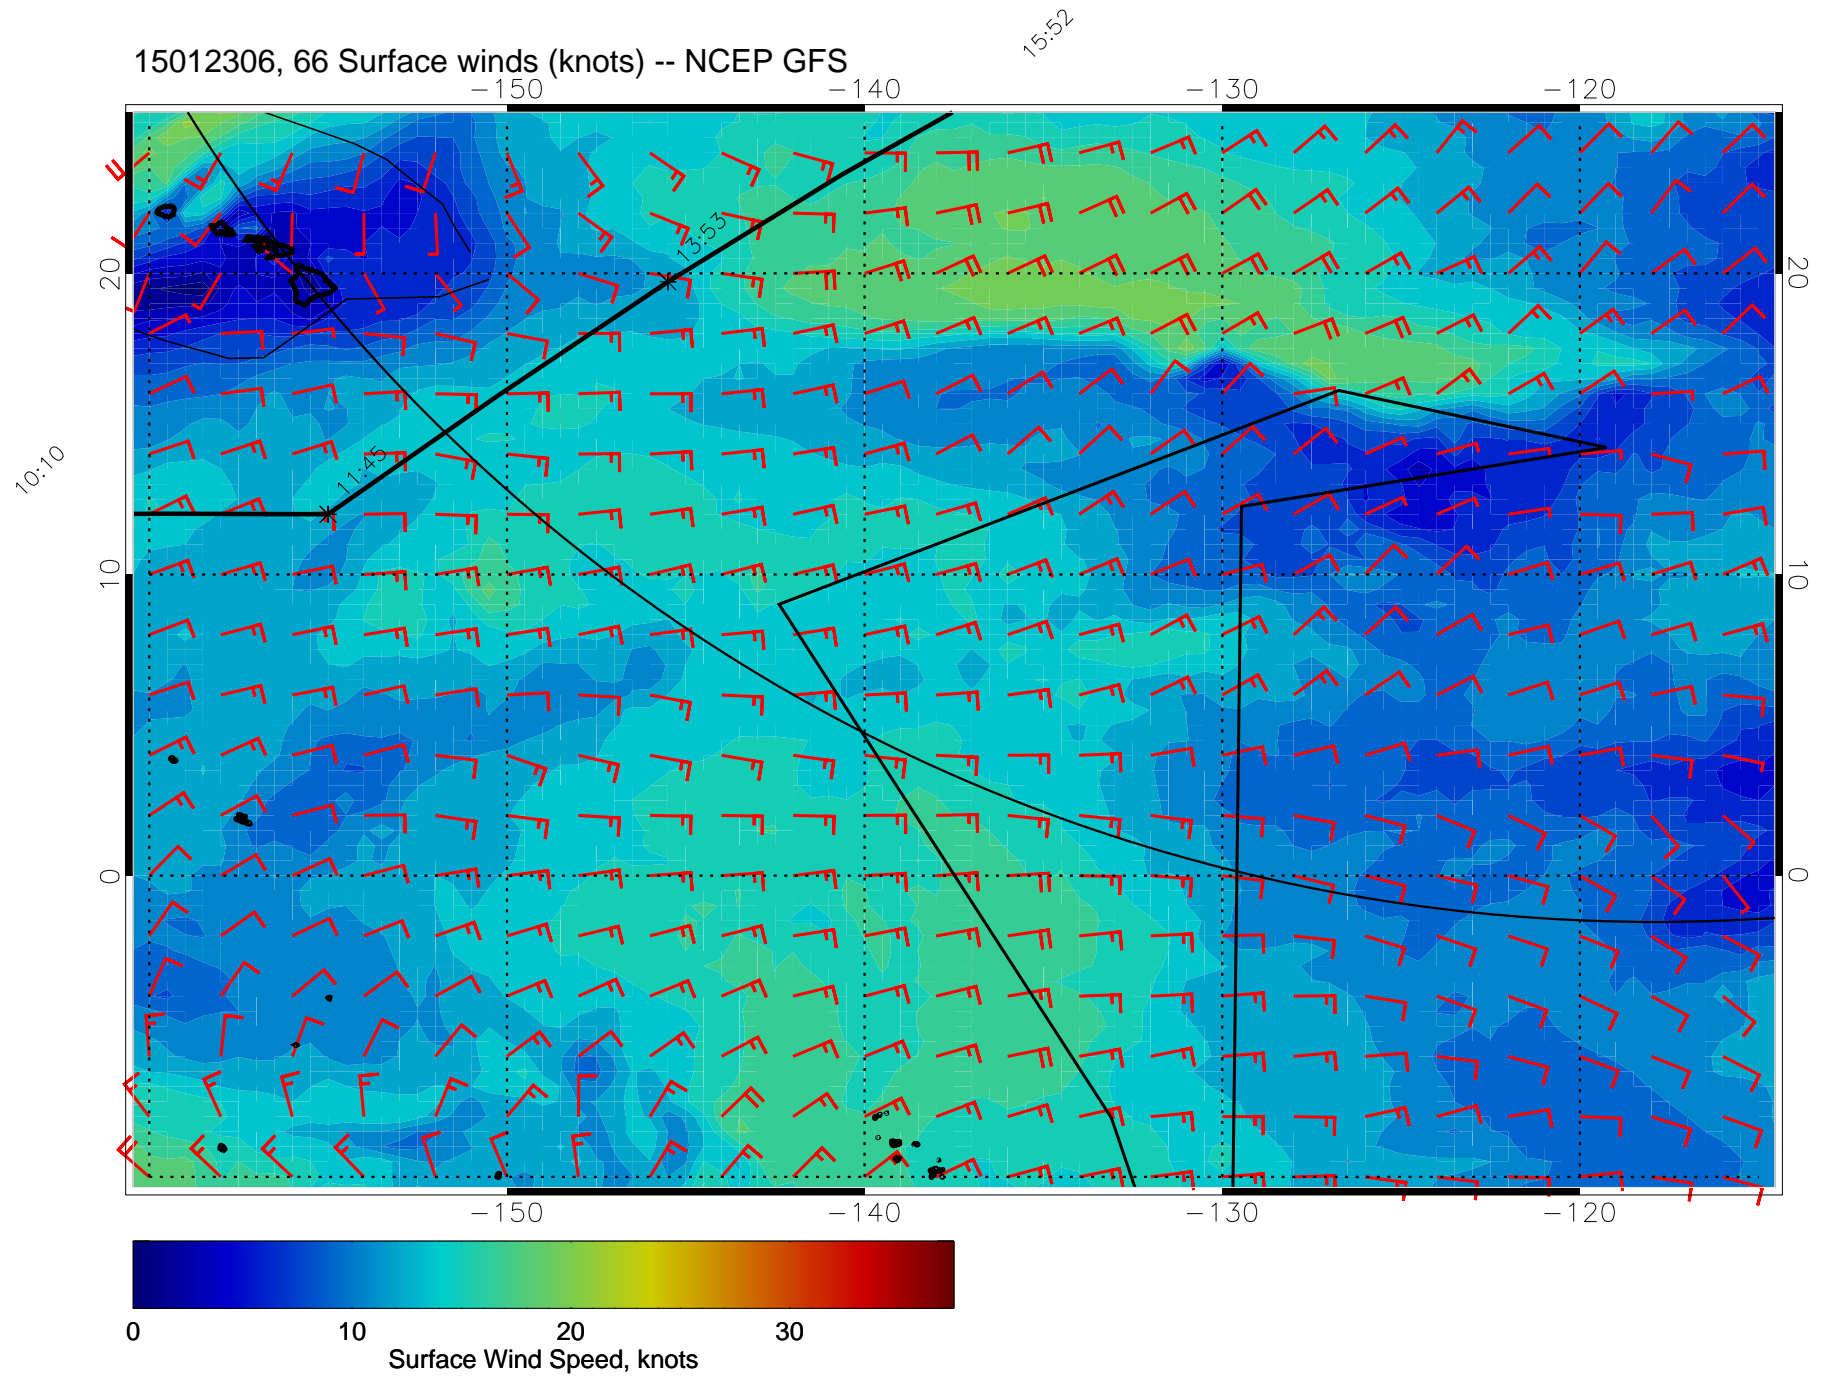 15:52
15012306, 66 Surface winds (knots) -- NCEP GFS
-150 -140 -130 -120
13:53
20 20
11:45
10:10
10 10
0 0
-150 -140 -130 -120
0 10 20 30
Surface Wind Speed, knots